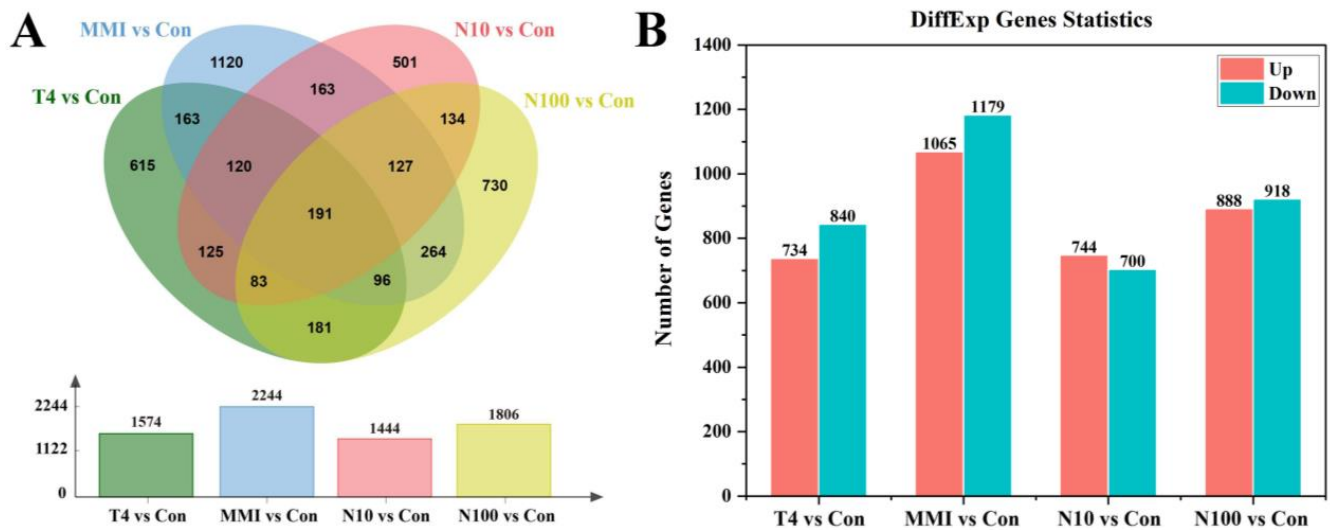 A
MMI vs Con
N10 vs Con
T4 vs Con
N100 vs Con
1120
501
163
163
134
615
120
127
730
191
125
264
83
96
181
2244
1122
0
1574
2244
1444
1806
T4 vs Con
MMI vs Con
N10 vs Con
N100 vs Con
B
DiffExp Genes Statistics
Number of Genes
1400
1200
1000
800
600
400
200
0
Up
Down
734
840
1065
1179
744
700
888
918
T4 vs Con
MMI vs Con
N10 vs Con
N100 vs Con